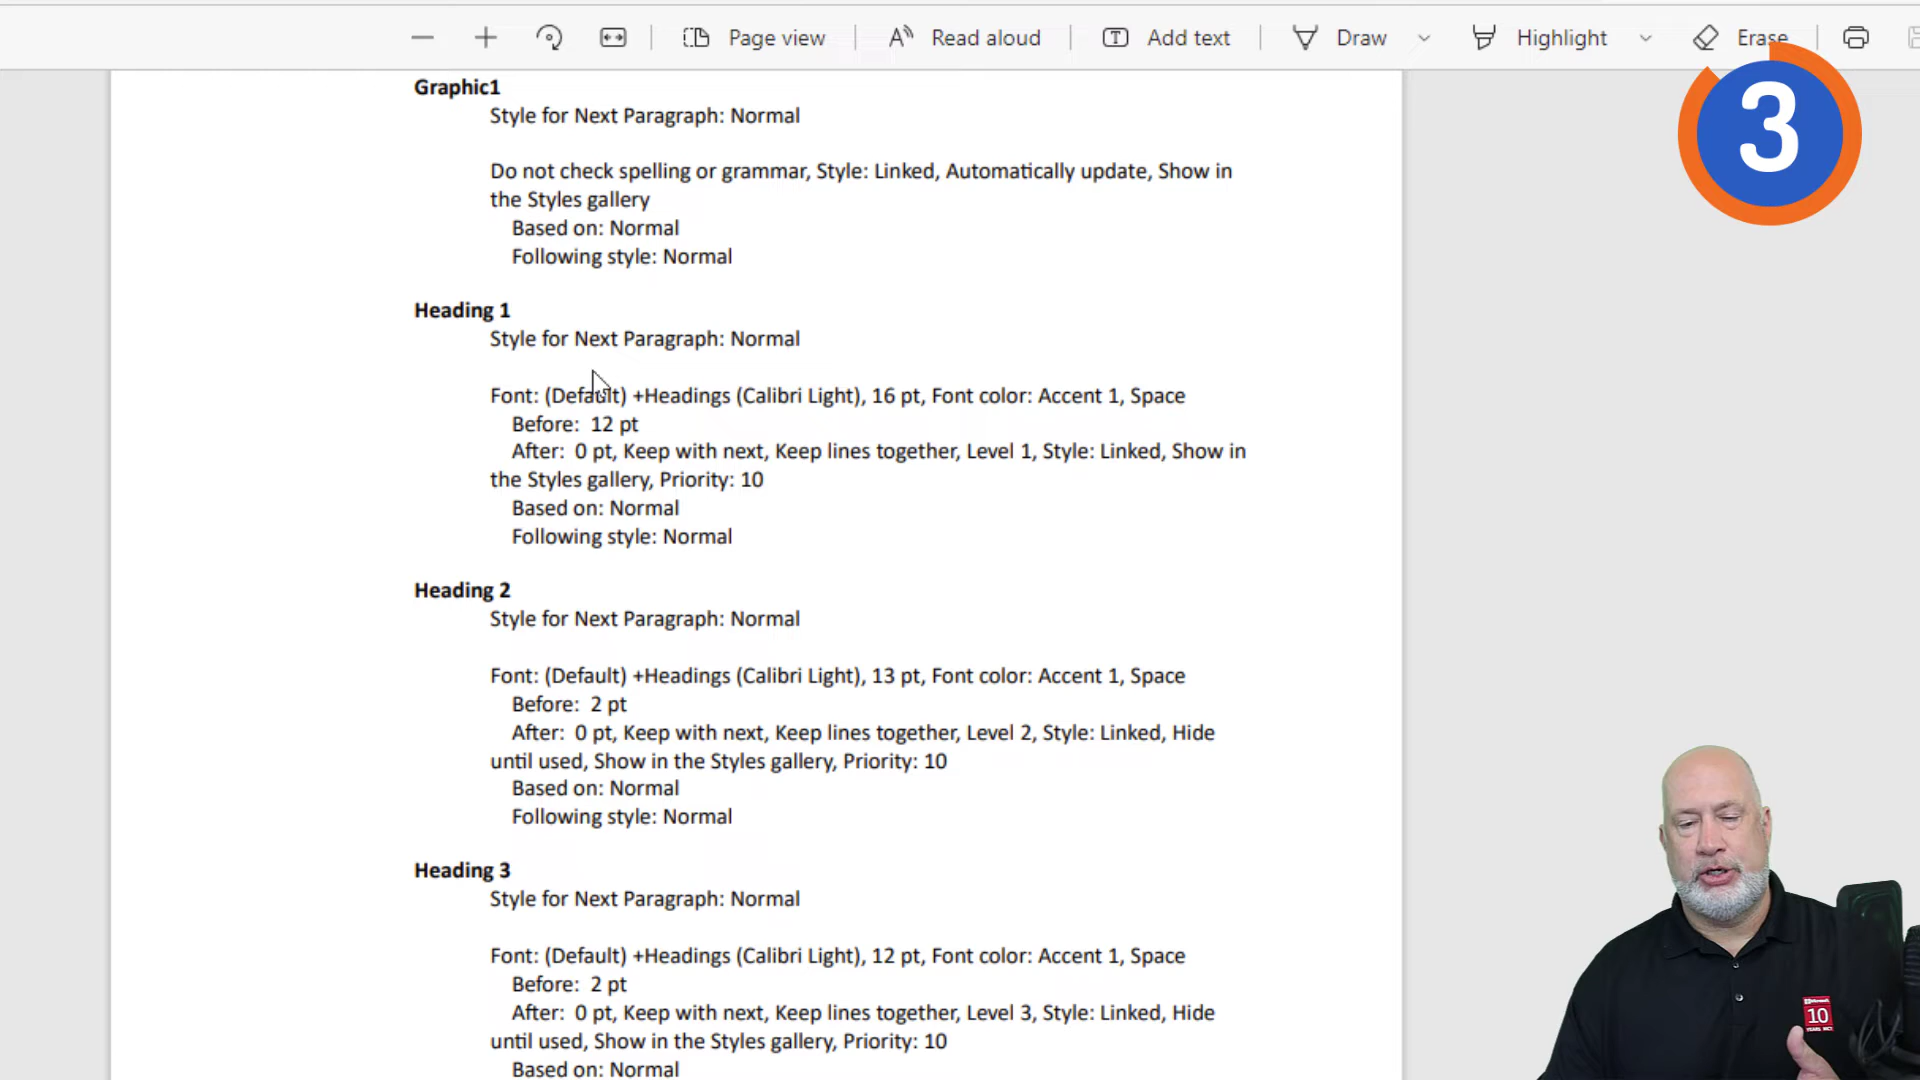 Page view
Read aloud
Add text
Draw
Highlight
Erase
3
Graphic1
Style for Next Paragraph: Normal
Do not check spelling or grammar, Style: Linked, Automatically update, Show in
the Styles gallery
Based on: Normal
Following style: Normal
Heading 1
Style for Next Paragraph: Normal
Font: (Default) +Headings (Calibri Light), 16 pt, Font color: Accent 1, Space
Before:  12 pt
After:  0 pt, Keep with next, Keep lines together, Level 1, Style: Linked, Show in
the Styles gallery, Priority: 10
Based on: Normal
Following style: Normal
Heading 2
Style for Next Paragraph: Normal
Font: (Default) +Headings (Calibri Light), 13 pt, Font color: Accent 1, Space
Before:  2 pt
After:  0 pt, Keep with next, Keep lines together, Level 2, Style: Linked, Hide
until used, Show in the Styles gallery, Priority: 10
Based on: Normal
Following style: Normal
Heading 3
Style for Next Paragraph: Normal
Font: (Default) +Headings (Calibri Light), 12 pt, Font color: Accent 1, Space
Before:  2 pt
After:  0 pt, Keep with next, Keep lines together, Level 3, Style: Linked, Hide
until used, Show in the Styles gallery, Priority: 10
Based on: Normal
Microsoft
10
YEARS MCT